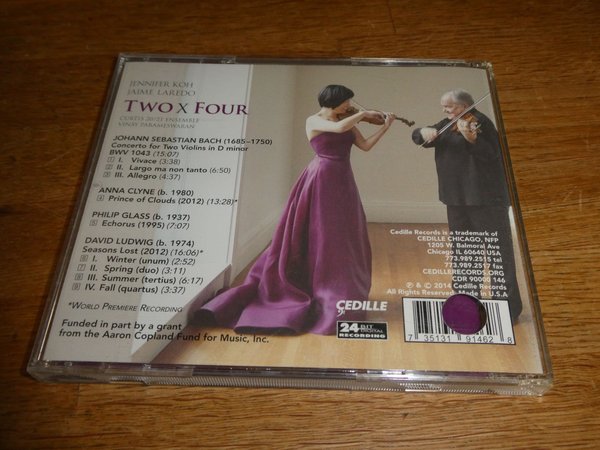 JENNIFER KOH
JAIME LAREDO
TWO X FOUR
CURTIS 20/21 ENSEMBLE
VINAY PARAMESWARAN
JOHANN SEBASTIAN BACH (1685–1750)
Concerto for Two Violins in D minor
BWV 1043 (15:07)
1 I. Vivace (3:38)
2 II. Largo ma non tanto (6:50)
3 III. Allegro (4:37)
ANNA CLYNE (b. 1980)
4 Prince of Clouds (2012) (13:28)*
PHILIP GLASS (b. 1937)
5 Echorus (1995) (7:07)
DAVID LUDWIG (b. 1974)
Seasons Lost (2012) (16:06)*
6 I. Winter (unum) (2:52)
7 II. Spring (duo) (3:11)
8 III. Summer (tertius) (6:17)
9 IV. Fall (quartus) (3:37)
*WORLD PREMIERE RECORDING
Funded in part by a grant
from the Aaron Copland Fund for Music, Inc.
CEDILLE
24 BIT DIGITAL
RECORDING
Cedille Records is a trademark of
CEDILLE CHICAGO, NFP
1205 W. Balmoral Ave
Chicago IL 60640 USA
773.989.2515 tel
773.989.2517 fax
CEDILLERECORDS.ORG
CDR 90000 146
℗ & © 2014 Cedille Records
All Rights Reserved. Made in U.S.A
7 35131 91462 8